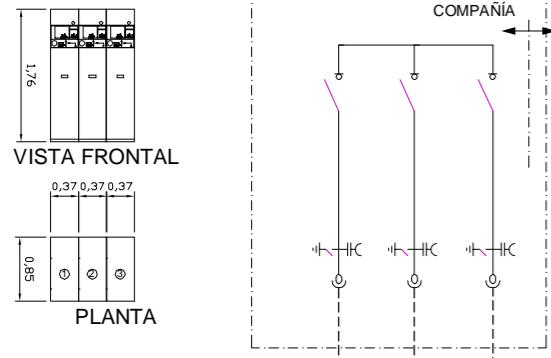 COMPAÑÍA
1,76
VISTA FRONTAL
0,37 0,37 0,37
0,85
1 2 3
PLANTA